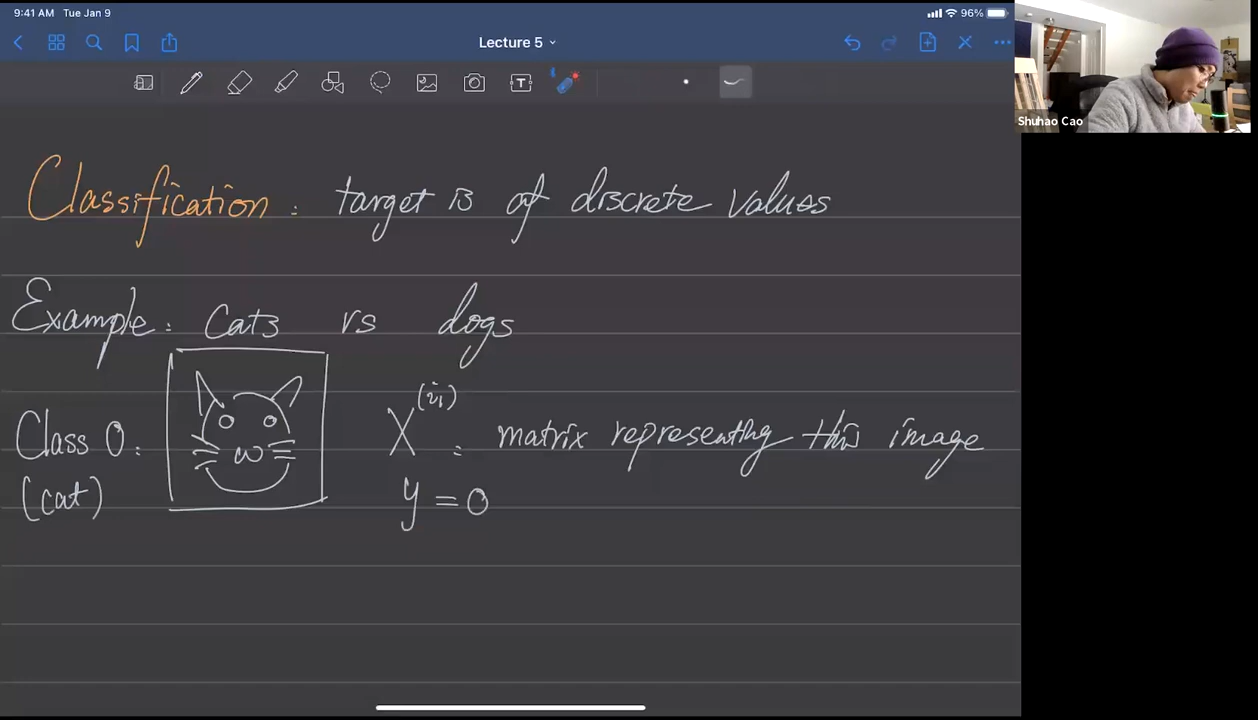 9:41 AM Tue Jan 9
96%
Lecture 5
T
Shuhao Cao
Classification: target is of discrete values
Example: Cats vs dogs
Class 0:
(cat)
X^(i₁) : matrix representing this image
y = 0